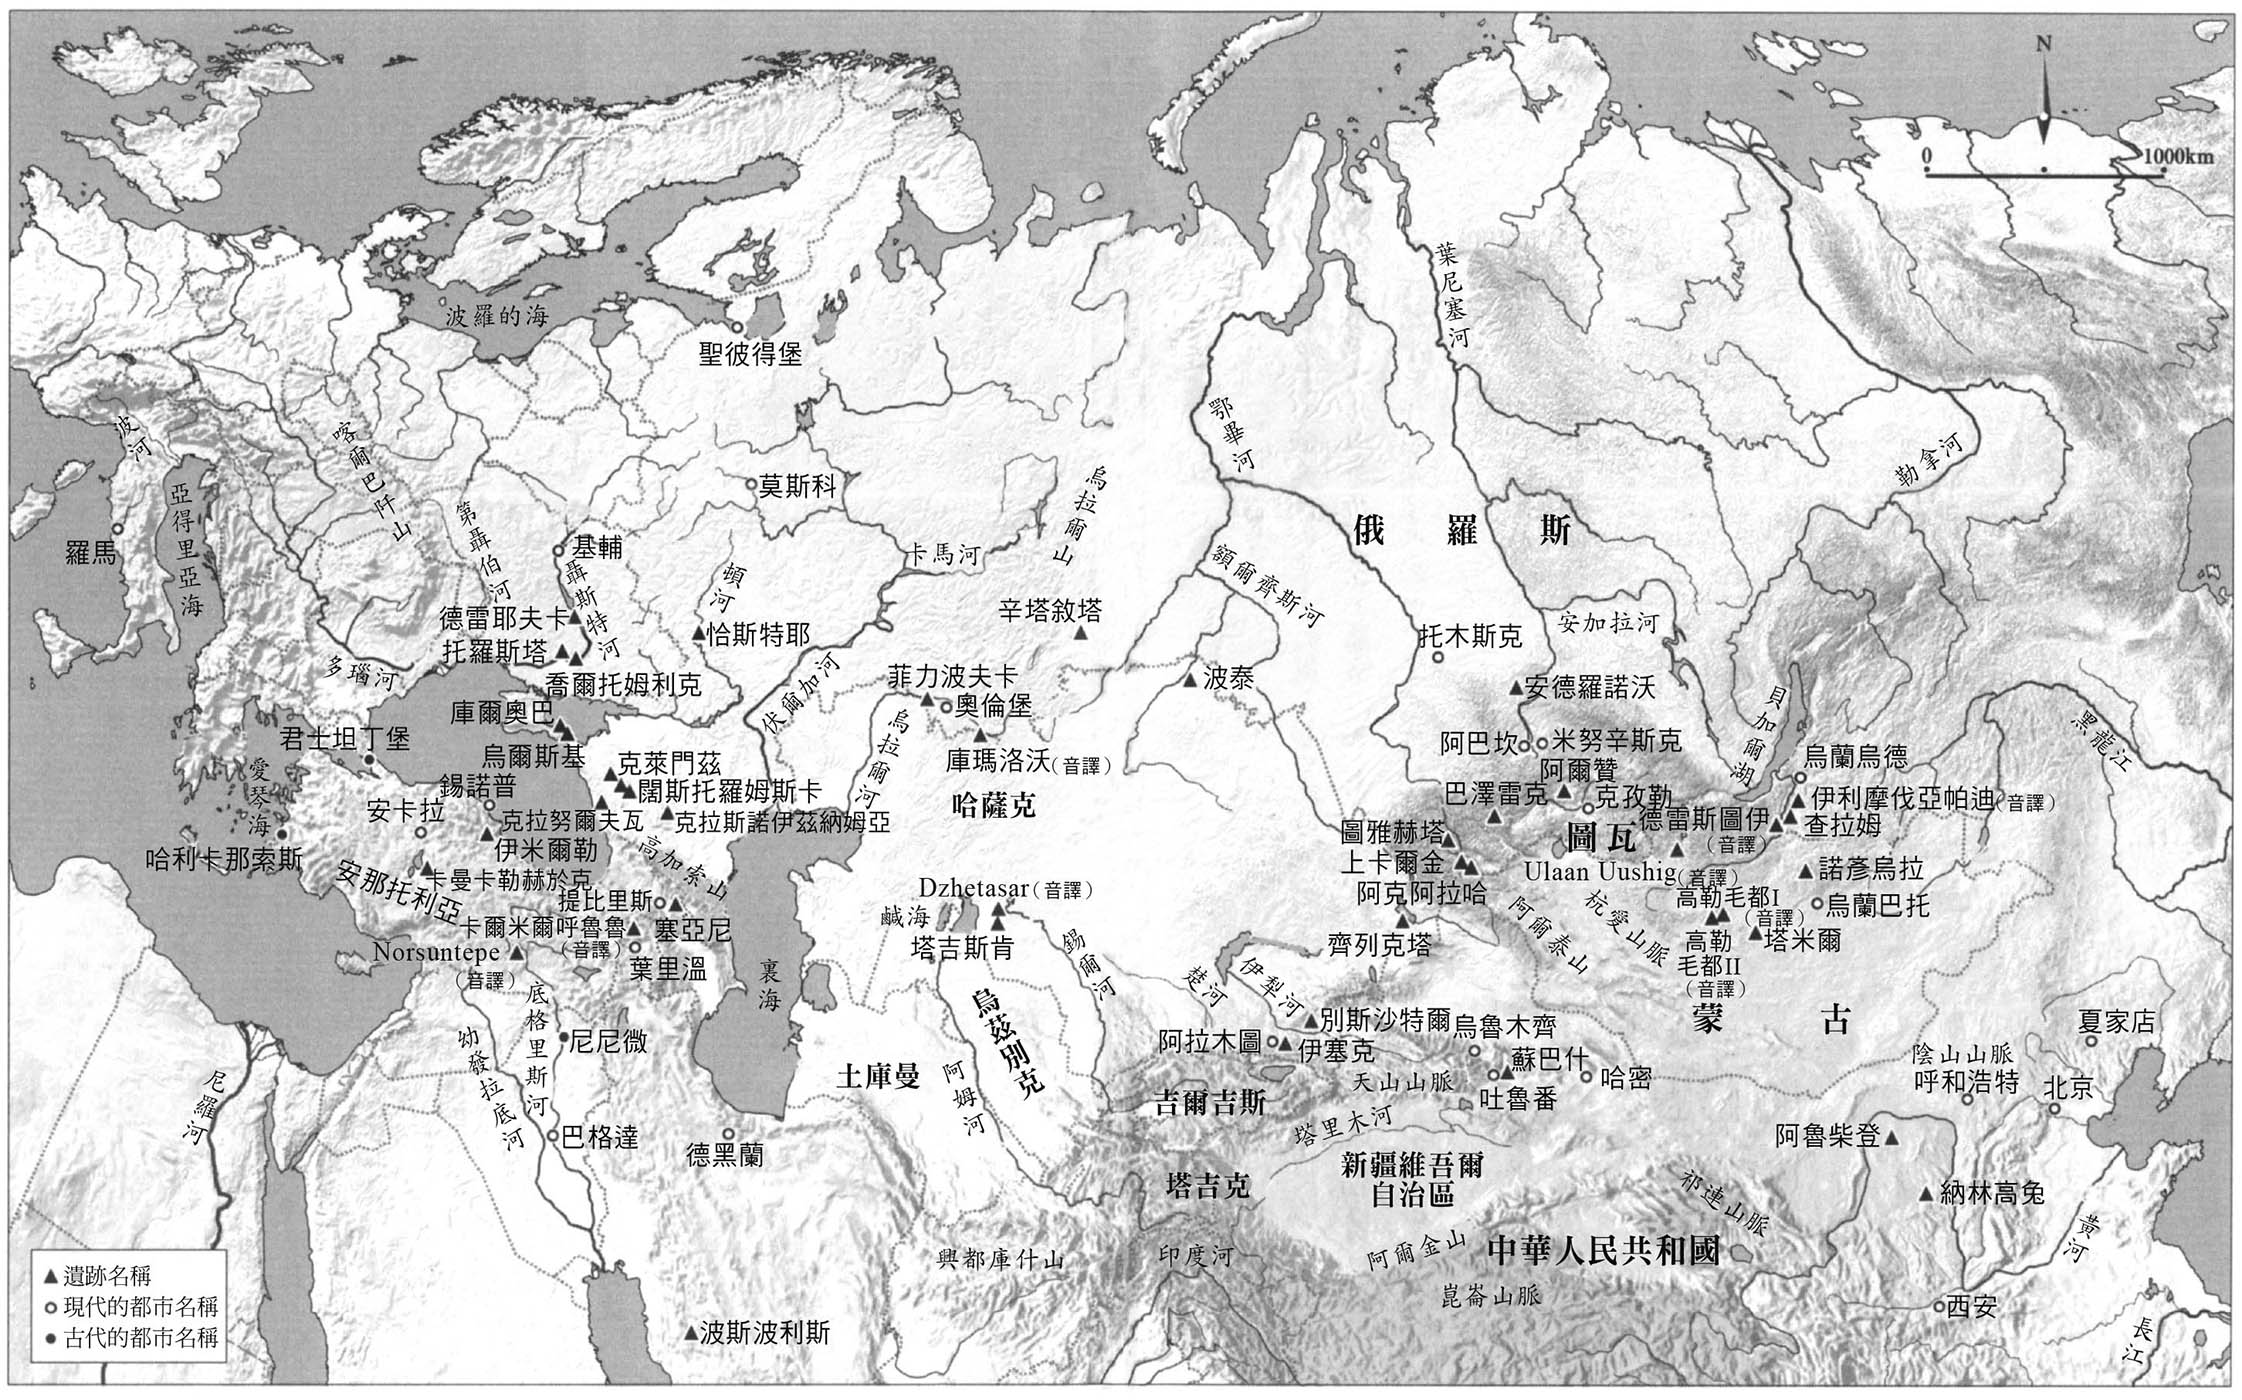 N
0 1000km
葉尼塞河
波羅的海
聖彼得堡
鄂畢河
波河
喀爾巴阡山
勒拿河
烏拉爾山
莫斯科
亞得里亞海
第聶伯河
羅馬
俄羅斯
基輔
卡馬河
額爾齊斯河
聶斯特河
頓河
辛塔敘塔
德雷耶夫卡
安加拉河
恰斯特耶
托木斯克
托羅斯塔
多瑙河
喬爾托姆利克
伏爾加河
菲力波夫卡
波泰
安德羅諾沃
奧倫堡
貝加爾湖
庫爾奧巴
烏拉爾河
黑龍江
君士坦丁堡
烏爾斯基
庫瑪洛沃(音譯)
阿巴坎
米努辛斯克
烏蘭烏德
愛琴海
克萊門茲
阿爾贊
錫諾普
闊斯托羅姆斯卡
哈薩克
巴澤雷克
克孜勒
伊利摩伐亞帕迪(音譯)
安卡拉
克拉努爾夫瓦
克拉斯諾伊茲納姆亞
德雷斯圖伊
(音譯)
查拉姆
圖雅赫塔
圖瓦
伊米爾勒
高加索山
哈利卡那索斯
上卡爾金
Ulaan Uushig(音譯)
諾彥烏拉
安那托利亞
卡曼卡勒赫於克
Dzhetasar(音譯)
阿克阿拉哈
高勒毛都I
(音譯)
烏蘭巴托
提比里斯
鹹海
阿爾泰山
杭愛山脈
卡爾米爾呼魯魯
(音譯)
塞亞尼
塔吉斯肯
錫爾河
齊列克塔
高勒
毛都II
(音譯)
塔米爾
Norsuntepe
(音譯)
葉里溫
裏海
楚河
伊犁河
底格里斯河
烏茲別克
蒙古
別斯沙特爾
烏魯木齊
夏家店
幼發拉底河
尼尼微
阿拉木圖
伊塞克
蘇巴什
陰山山脈
土庫曼
阿姆河
天山山脈
哈密
呼和浩特
北京
尼羅河
吉爾吉斯
吐魯番
巴格達
德黑蘭
塔里木河
阿魯柴登
新疆維吾爾
自治區
塔吉克
祁連山脈
納林高兔
黃河
興都庫什山
印度河
阿爾金山
中華人民共和國
崑崙山脈
西安
長江
波斯波利斯
▲遺跡名稱
現代的都市名稱
古代的都市名稱